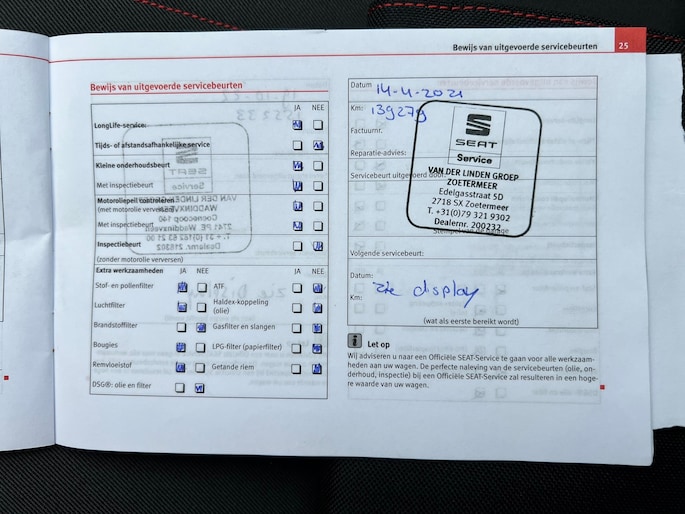 Bewijs van uitgevoerde servicebeurten 25
Bewijs van uitgevoerde servicebeurten
JA NEE
LongLife-service:
Tijds- of afstandsafhankelijke service
Kleine onderhoudsbeurt
Met inspectiebeurt
Motoroliepeil controleren
(met motorolie verversen)
Met inspectiebeurt
Inspectiebeurt
(zonder motorolie verversen)
Extra werkzaamheden JA NEE JA NEE
Stof- en pollenfilter ATF
Luchtfilter Haldex-koppeling
(olie)
Brandstoffilter Gasfilter en slangen
Bougies LPG-filter (papierfilter)
Remvloeistof Getande riem
DSG®: olie en filter
Datum 14-4-2021
Km: 139279
Factuurnr.
Reparatie-advies:
Servicebeurt uitgevoerd door:
SEAT
Service
VAN DER LINDEN GROEP
ZOETERMEER
Edelgasstraat 5D
2718 SX Zoetermeer
T. +31(0)79 321 9302
Dealernr. 200232
Volgende servicebeurt:
Datum:
zie display
Km:
(wat als eerste bereikt wordt)
i Let op
Wij adviseren u naar een Officiële SEAT-Service te gaan voor alle werkzaam-
heden aan uw wagen. De perfecte naleving van de servicebeurten (olie, on-
derhoud, inspectie) bij een Officiële SEAT-Service zal resulteren in een hoge-
re waarde van uw wagen.